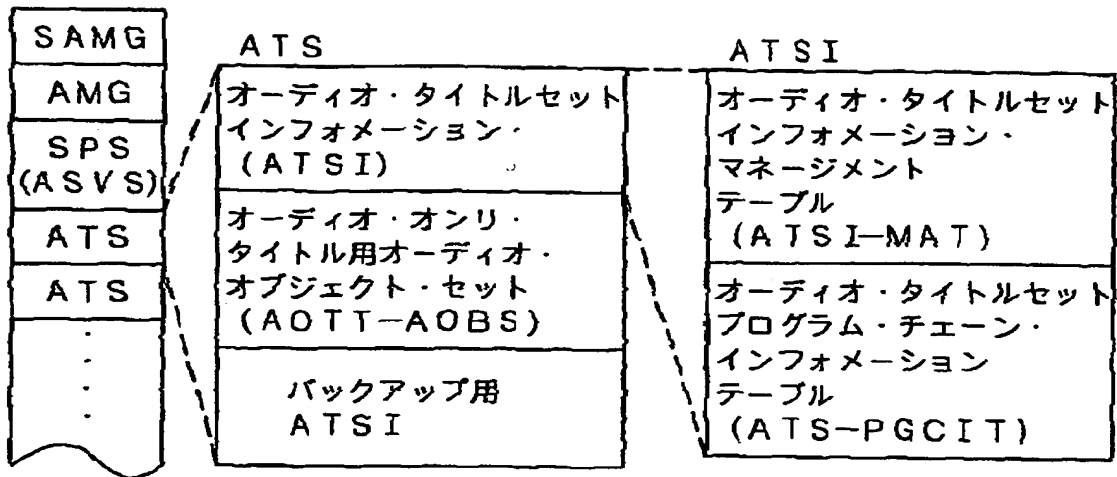 SAMG
AMG
SPS
(ASVS)
ATS
ATS
ATS
オーディオ・タイトルセット
インフォメーション・
(ATSI)
オーディオ・オンリ・
タイトル用オーディオ・
オブジェクト・セット
(AOTT-AOBS)
バックアップ用
ATSI
ATSI
オーディオ・タイトルセット
インフォメーション・
マネージメント
テーブル
(ATSI-MAT)
オーディオ・タイトルセット
プログラム・チェーン・
インフォメーション
テーブル
(ATS-PGCIT)